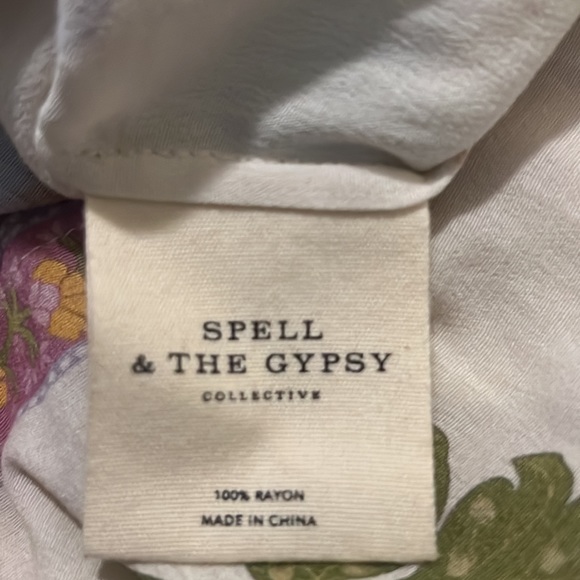 SPELL
& THE GYPSY
COLLECTIVE
100% RAYON
MADE IN CHINA